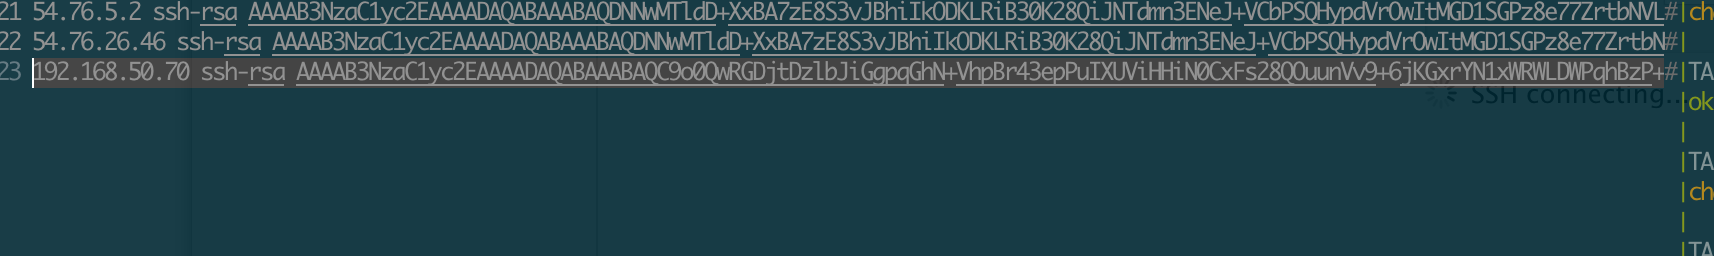 21 54.76.5.2 ssh-rsa AAAAB3NzaC1yc2EAAAADAQABAAABAQDNNwMTldD+XxBA7zE8S3vJBhiIkODKLRiB30K28QiJNTdmn3ENeJ+VCbPSQHypdVrOwItMGD1SGPz8e77ZrtbNVL#|ch
22 54.76.26.46 ssh-rsa AAAAB3NzaC1yc2EAAAADAQABAAABAQDNNwMTldD+XxBA7zE8S3vJBhiIkODKLRiB30K28QiJNTdmn3ENeJ+VCbPSQHypdVrOwItMGD1SGPz8e77ZrtbN#|
23 192.168.50.70 ssh-rsa AAAAB3NzaC1yc2EAAAADAQABAAABAQC9o0QwRGDjtDzlbJiGgpqGhN+VhpBr43epPuIXUViHHiN0CxFs28QOuunVv9+6jKGxrYN1xWRWLDWPqhBzP+#|TA
SSH connecting..
|ok
|
|TA
|ch
|
|TA